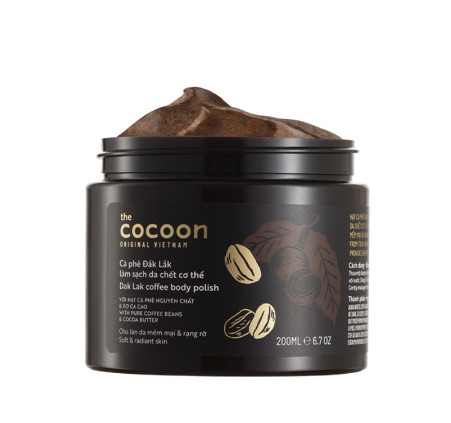 the
cocoon
ORIGINAL VIETNAM
Cà phê Đắk Lắk
làm sạch da chết cơ thể
Dak Lak coffee body polish
VỚI HẠT CÀ PHÊ NGUYÊN CHẤT
& BƠ CA CAO
WITH PURE COFFEE BEANS
& COCOA BUTTER
Cho làn da mềm mại & rạng rỡ
Soft & radiant skin
200ML ℮ 6.7 OZ